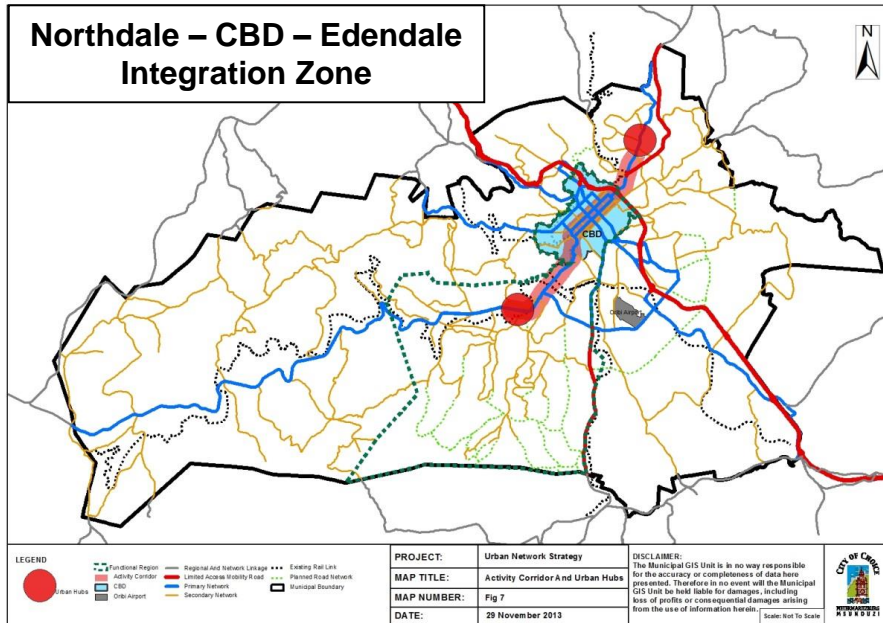 Northdale – CBD – Edendale
Integration Zone
N
CBD
Oribi Airport
LEGEND
Urban Hubs
Functional Region
Activity Corridor
CBD
Oribi Airport
Regional And Network Linkage
Limited Access Mobility Road
Primary Network
Secondary Network
Existing Rail Link
Planned Road Network
Municipal Boundary
PROJECT: Urban Network Strategy
MAP TITLE: Activity Corridor And Urban Hubs
MAP NUMBER: Fig 7
DATE: 29 November 2013
DISCLAIMER:
The Municipal GIS Unit is in no way responsible
for the accuracy or completeness of data here
presented. Therefore in no event will the Municipal
GIS Unit be held liable for damages, including
loss of profits or consequential damages arising
from the use of information herein.
Scale: Not To Scale
CITY OF CHOICE
PIETERMARITZBURG
MSUNDUZI